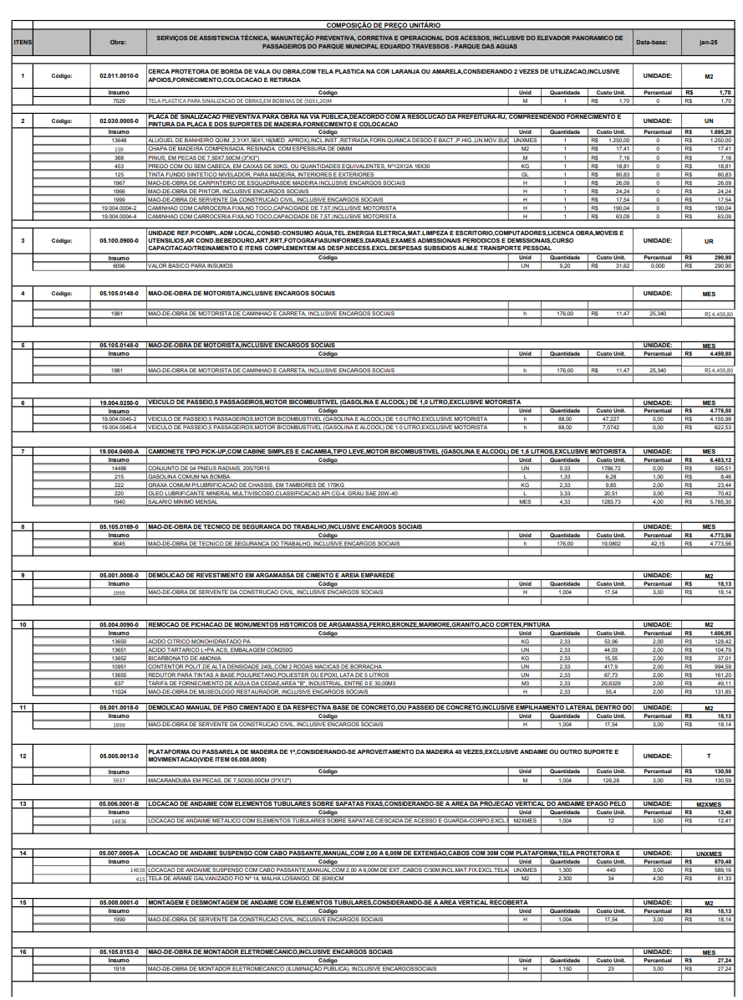 COMPOSIÇÃO DE PREÇO UNITÁRIO
ITENS Obra: SERVIÇOS DE ASSISTENCIA TÉCNICA, MANUNTEÇÃO PREVENTIVA, CORRETIVA E OPERACIONAL DOS ACESSOS, INCLUSIVE DO ELEVADOR PANORAMICO DE Data-base: jan-25
PASSAGEIROS DO PARQUE MUNICIPAL EDUARDO TRAVESSOS - PARQUE DAS AGUAS
1 Código: 02.011.0010-0 CERCA PROTETORA DE BORDA DE VALA OU OBRA,COM TELA PLASTICA NA COR LARANJA OU AMARELA,CONSIDERANDO 2 VEZES DE UTILIZACAO,INCLUSIVE UNIDADE: M2
APOIOS,FORNECIMENTO,COLOCACAO E RETIRADA
Insumo Código Unid Quantidade Custo Unit. Percentual R$ 1,70
7529 TELA PLASTICA PARA SINALIZACAO DE OBRAS,EM BOBINAS DE (50X1,20)M M 1 R$ 1,70 0 R$ 1,70
2 Código: 02.030.0005-0 PLACA DE SINALIZACAO PREVENTIVA PARA OBRA NA VIA PUBLICA,DEACORDO COM A RESOLUCAO DA PREFEITURA-RJ, COMPREENDENDO FORNECIMENTO E UNIDADE: UN
PINTURA DA PLACA E DOS SUPORTES DE MADEIRA.FORNECIMENTO E COLOCACAO
Insumo Código Unid Quantidade Custo Unit. Percentual R$ 1.695,20
13648 ALUGUEL DE BANHEIRO QUIM.,2,31X1,56X1,16(MED. APROX),INCL.INST.,RETIRADA,FORN.QUIMICA DESOD.E BACT.,P.HIG.,UN.MOV.SUC UNXMES 1 R$ 1.250,00 0 R$ 1.250,00
159 CHAPA DE MADEIRA COMPENSADA, RESINADA, COM ESPESSURA DE 06MM M2 1 R$ 17,41 0 R$ 17,41
368 PINUS, EM PECAS DE 7,50X7,50CM (3"X3") M 1 R$ 7,16 0 R$ 7,16
453 PREGO COM OU SEM CABECA, EM CAIXAS DE 50KG, OU QUANTIDADES EQUIVALENTES, Nº12X12A 18X30 KG 1 R$ 18,81 0 R$ 18,81
125 TINTA FUNDO SINTETICO NIVELADOR, PARA MADEIRA, INTERIORES E EXTERIORES GL 1 R$ 80,83 0 R$ 80,83
1967 MAO-DE-OBRA DE CARPINTEIRO DE ESQUADRIASDE MADEIRA INCLUSIVE ENCARGOS SOCIAIS H 1 R$ 26,09 0 R$ 26,09
1966 MAO-DE-OBRA DE PINTOR, INCLUSIVE ENCARGOS SOCIAIS H 1 R$ 24,24 0 R$ 24,24
1999 MAO-DE-OBRA DE SERVENTE DA CONSTRUCAO CIVIL, INCLUSIVE ENCARGOS SOCIAIS H 1 R$ 17,54 0 R$ 17,54
19.004.0004-2 CAMINHAO COM CARROCERIA FIXA,NO TOCO,CAPACIDADE DE 7,5T,INCLUSIVE MOTORISTA H 1 R$ 190,04 0 R$ 190,04
19.004.0004-4 CAMINHAO COM CARROCERIA FIXA,NO TOCO,CAPACIDADE DE 7,5T,INCLUSIVE MOTORISTA H 1 R$ 63,09 0 R$ 63,09
3 Código: 05.100.0900-0 UNIDADE REF.P/COMPL.ADM LOCAL,CONSID:CONSUMO AGUA,TEL.ENERGIA ELETRICA,MAT.LIMPEZA E ESCRITORIO,COMPUTADORES,LICENCA OBRA,MOVEIS E UNIDADE: UR
UTENSILIOS,AR COND.BEBEDOURO,ART,RRT,FOTOGRAFIASUNIFORMES,DIARIAS,EXAMES ADMISSIONAIS PERIODICOS E DEMISSIONAIS,CURSO
CAPACITACAO/TREINAMENTO E ITENS COMPLEMENTEM AS DESP.NECESS.EXCL.DESPESAS SUBSIDIOS ALIM.E TRANSPORTE PESSOAL
Insumo Código Unid Quantidade Custo Unit. Percentual R$ 290,90
6096 VALOR BASICO PARA INSUMOS UN 9,20 R$ 31,62 0,000 R$ 290,90
4 Código: 05.105.0148-0 MAO-DE-OBRA DE MOTORISTA,INCLUSIVE ENCARGOS SOCIAIS UNIDADE: MES
1981 MAO-DE-OBRA DE MOTORISTA DE CAMINHAO E CARRETA, INCLUSIVE ENCARGOS SOCIAIS h 176,00 R$ 11,47 25,340 R$ 4.459,80
5 05.105.0148-0 MAO-DE-OBRA DE MOTORISTA,INCLUSIVE ENCARGOS SOCIAIS UNIDADE: MES
Insumo Código Unid Quantidade Custo Unit. Percentual R$ 4.459,80
1981 MAO-DE-OBRA DE MOTORISTA DE CAMINHAO E CARRETA, INCLUSIVE ENCARGOS SOCIAIS h 176,00 R$ 11,47 25,340 R$ 4.459,80
6 19.004.0250-0 VEICULO DE PASSEIO,5 PASSAGEIROS,MOTOR BICOMBUSTIVEL (GASOLINA E ALCOOL) DE 1,0 LITRO,EXCLUSIVE MOTORISTA UNIDADE: MES
Insumo Código Unid Quantidade Custo Unit. Percentual R$ 4.778,50
19.004.0045-2 VEICULO DE PASSEIO,5 PASSAGEIROS,MOTOR BICOMBUSTIVEL (GASOLINA E ALCOOL) DE 1.0 LITRO,EXCLUSIVE MOTORISTA h 88,00 47,227 0,00 R$ 4.155,98
19.004.0045-4 VEICULO DE PASSEIO,5 PASSAGEIROS,MOTOR BICOMBUSTIVEL (GASOLINA E ALCOOL) DE 1.0 LITRO,EXCLUSIVE MOTORISTA h 88,00 7,0742 0,00 R$ 622,53
7 19.004.0400-A CAMIONETE TIPO PICK-UP,COM CABINE SIMPLES E CACAMBA,TIPO LEVE,MOTOR BICOMBUSTIVEL (GASOLINA E ALCOOL) DE 1,6 LITROS,EXCLUSIVE MOTORISTA UNIDADE: MES
Insumo Código Unid Quantidade Custo Unit. Percentual R$ 6.483,12
14486 CONJUNTO DE 04 PNEUS RADIAIS, 205/70R15 UN 0,33 1786,72 0,00 R$ 595,51
215 GASOLINA COMUM NA BOMBA L 1,33 6,28 1,00 R$ 8,46
222 GRAXA COMUM P/LUBRIFICACAO DE CHASSIS, EM TAMBORES DE 170KG KG 2,33 9,85 2,00 R$ 23,44
220 OLEO LUBRIFICANTE MINERAL MULTIVISCOSO,CLASSIFICACAO API CG-4, GRAU SAE 20W-40 L 3,33 20,51 3,00 R$ 70,42
1940 SALARIO MINIMO MENSAL MES 4,33 1283,73 4,00 R$ 5.785,30
8 05.105.0169-0 MAO-DE-OBRA DE TECNICO DE SEGURANCA DO TRABALHO,INCLUSIVE ENCARGOS SOCIAIS UNIDADE: MES
Insumo Código Unid Quantidade Custo Unit. Percentual R$ 4.773,56
8045 MAO-DE-OBRA DE TECNICO DE SEGURANCA DO TRABALHO, INCLUSIVE ENCARGOS SOCIAIS h 176,00 19,0802 42,15 R$ 4.773,56
9 05.001.0008-0 DEMOLICAO DE REVESTIMENTO EM ARGAMASSA DE CIMENTO E AREIA EMPAREDE UNIDADE: M2
Insumo Código Unid Quantidade Custo Unit. Percentual R$ 18,13
1999 MAO-DE-OBRA DE SERVENTE DA CONSTRUCAO CIVIL, INCLUSIVE ENCARGOS SOCIAIS H 1,004 17,54 3,00 R$ 18,14
10 05.004.0090-0 REMOCAO DE PICHACAO DE MONUMENTOS HISTORICOS DE ARGAMASSA,FERRO,BRONZE,MARMORE,GRANITO,ACO CORTEN,PINTURA UNIDADE: M2
Insumo Código Unid Quantidade Custo Unit. Percentual R$ 1.606,95
13650 ACIDO CITRICO MONOHIDRATADO PA KG 2,33 53,96 2,00 R$ 128,42
13651 ACIDO TARTARICO L+PA ACS, EMBALAGEM COM250G UN 2,33 44,03 2,00 R$ 104,79
13652 BICARBONATO DE AMONIA KG 2,33 15,55 2,00 R$ 37,01
10951 CONTENTOR POLIT.DE ALTA DENSIDADE 240L,COM 2 RODAS MACICAS DE BORRACHA UN 2,33 417,9 2,00 R$ 994,59
13655 REDUTOR PARA TINTAS A BASE POLIURETANO,POLIESTER OU EPOXI, LATA DE 5 LITROS UN 2,33 67,73 2,00 R$ 161,20
637 TARIFA DE FORNECIMENTO DE AGUA DA CEDAE,AREA "B", INDUSTRIAL, ENTRE 0 E 30,00M3 M3 2,33 20,6329 2,00 R$ 49,11
11024 MAO-DE-OBRA DE MUSEOLOGO RESTAURADOR, INCLUSIVE ENCARGOS SOCIAIS H 2,33 55,4 2,00 R$ 131,85
11 05.001.0018-0 DEMOLICAO MANUAL DE PISO CIMENTADO E DA RESPECTIVA BASE DE CONCRETO,OU PASSEIO DE CONCRETO,INCLUSIVE EMPILHAMENTO LATERAL DENTRO DO UNIDADE: M2
Insumo Código Unid Quantidade Custo Unit. Percentual R$ 18,13
1999 MAO-DE-OBRA DE SERVENTE DA CONSTRUCAO CIVIL, INCLUSIVE ENCARGOS SOCIAIS H 1,004 17,54 3,00 R$ 18,14
12 05.005.0013-0 PLATAFORMA OU PASSARELA DE MADEIRA DE 1ª,CONSIDERANDO-SE APROVEITAMENTO DA MADEIRA 40 VEZES,EXCLUSIVE ANDAIME OU OUTRO SUPORTE E UNIDADE: T
MOVIMENTACAO(VIDE ITEM 05.008.0008)
Insumo Código Unid Quantidade Custo Unit. Percentual R$ 130,58
5937 MACARANDUBA EM PECAS, DE 7,50X30,00CM (3"X12") M 1,004 126,28 3,00 R$ 130,59
13 05.006.0001-B LOCACAO DE ANDAIME COM ELEMENTOS TUBULARES SOBRE SAPATAS FIXAS,CONSIDERANDO-SE A AREA DA PROJECAO VERTICAL DO ANDAIME EPAGO PELO UNIDADE: M2XMES
Insumo Código Unid Quantidade Custo Unit. Percentual R$ 12,40
14836 LOCACAO DE ANDAIME METALICO COM ELEMENTOS TUBULARES SOBRE SAPATAS,C/ESCADA DE ACESSO E GUARDA-CORPO,EXCL.F M2XMES 1,004 12 3,00 R$ 12,41
14 05.007.0005-A LOCACAO DE ANDAIME SUSPENSO COM CABO PASSANTE,MANUAL,COM 2,00 A 6,00M DE EXTENSAO,CABOS COM 30M COM PLATAFORMA,TELA PROTETORA E UNIDADE: UNXMES
Insumo Código Unid Quantidade Custo Unit. Percentual R$ 670,48
14838 LOCACAO DE ANDAIME SUSPENSO COM CABO PASSANTE,MANUAL,COM 2,00 A 6,00M DE EXT.,CABOS C/30M,INCL.MAT.FIX.EXCL.TELA UNXMES 1,300 440 3,00 R$ 589,16
415 TELA DE ARAME GALVANIZADO FIO Nº 14, MALHA LOSANGO, DE (6X6)CM M2 2,300 34 4,00 R$ 81,33
15 05.008.0001-0 MONTAGEM E DESMONTAGEM DE ANDAIME COM ELEMENTOS TUBULARES,CONSIDERANDO-SE A AREA VERTICAL RECOBERTA UNIDADE: M2
Insumo Código Unid Quantidade Custo Unit. Percentual R$ 18,13
1999 MAO-DE-OBRA DE SERVENTE DA CONSTRUCAO CIVIL, INCLUSIVE ENCARGOS SOCIAIS H 1,004 17,54 3,00 R$ 18,14
16 05.105.0153-0 MAO-DE-OBRA DE MONTADOR ELETROMECANICO,INCLUSIVE ENCARGOS SOCIAIS UNIDADE: MES
Insumo Código Unid Quantidade Custo Unit. Percentual R$ 27,24
1918 MAO-DE-OBRA DE MONTADOR ELETROMECANICO (ILUMINAÇÃO PUBLICA), INCLUSIVE ENCARGOSSOCIAIS H 1,150 23 3,00 R$ 27,24